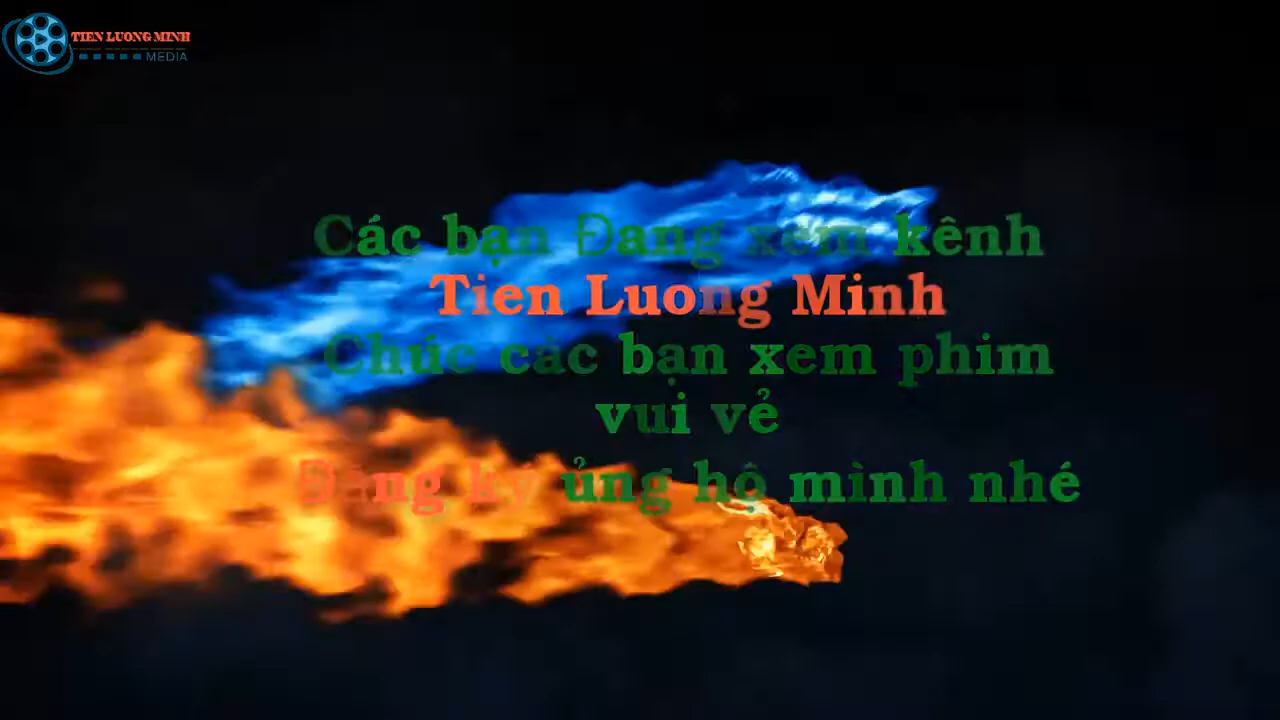 TIEN LUONG MINH
MEDIA
Các bạn Đang xem kênh
Tien Luong Minh
Chúc các bạn xem phim
vui vẻ
Đăng ký ủng hộ mình nhé